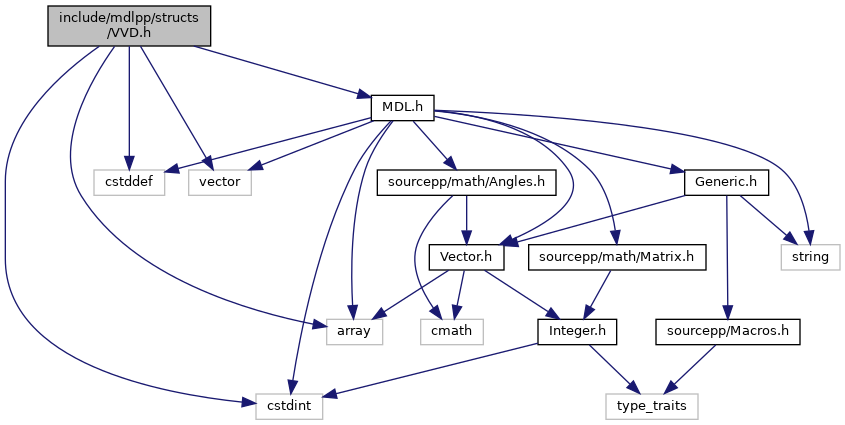 include/mdlpp/structs
/VVD.h
MDL.h
cstddef
vector
sourcepp/math/Angles.h
Generic.h
Vector.h
sourcepp/math/Matrix.h
string
array
cmath
Integer.h
sourcepp/Macros.h
cstdint
type_traits